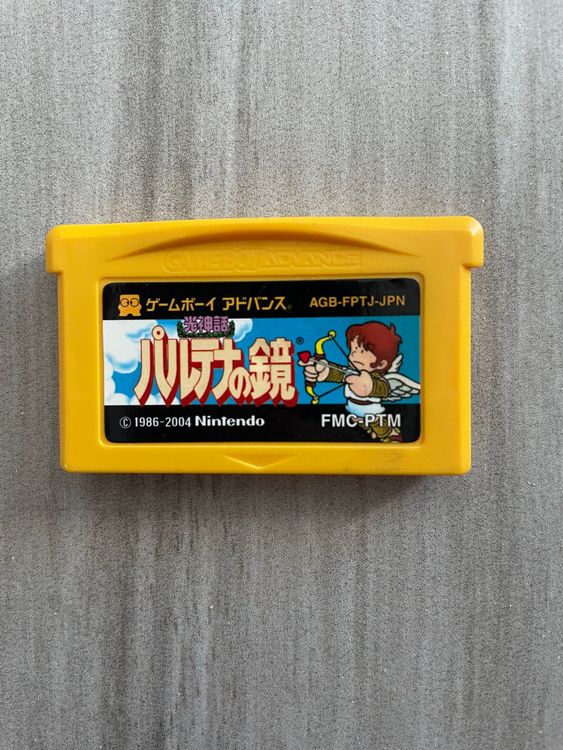 GAME BOY ADVANCE
ゲームボーイ アドバンス® AGB-FPTJ-JPN
光神話
パルテナの鏡®
© 1986-2004 Nintendo FMC-PTM